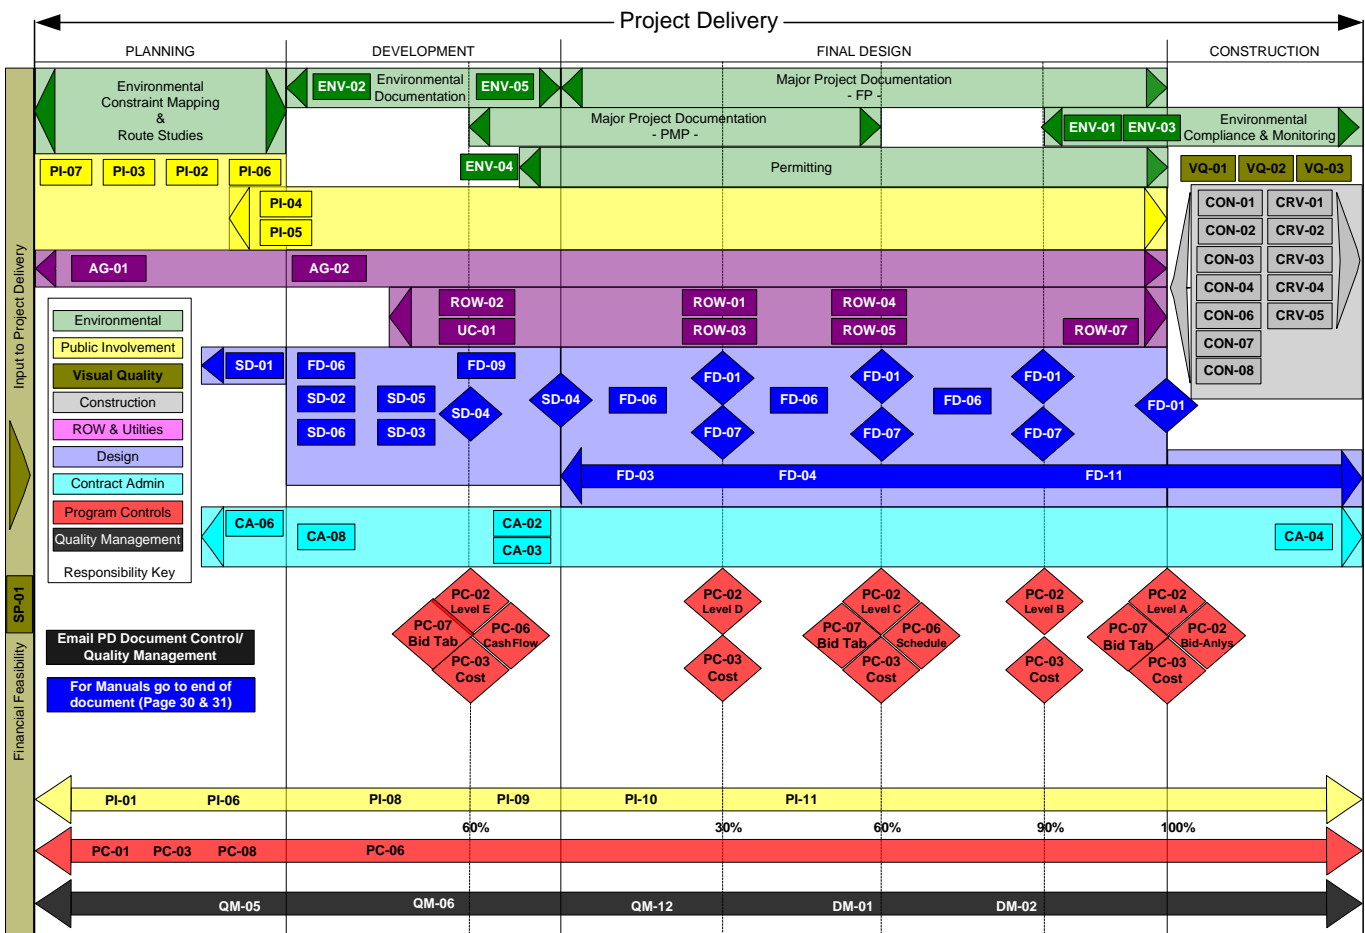 Project Delivery
PLANNING
DEVELOPMENT
FINAL DESIGN
CONSTRUCTION
Environmental
Constraint Mapping
&
Route Studies
ENV-02
Environmental
Documentation
ENV-05
Major Project Documentation
- FP -
Major Project Documentation
- PMP -
ENV-01
ENV-03
Environmental
Compliance & Monitoring
ENV-04
Permitting
PI-07
PI-03
PI-02
PI-06
VQ-01
VQ-02
VQ-03
PI-04
PI-05
CON-01
CRV-01
CON-02
CRV-02
CON-03
CRV-03
CON-04
CRV-04
CON-06
CRV-05
CON-07
CON-08
AG-01
AG-02
ROW-02
ROW-01
ROW-04
UC-01
ROW-03
ROW-05
ROW-07
Input to Project Delivery
Environmental
Public Involvement
Visual Quality
Construction
ROW & Utilties
Design
Contract Admin
Program Controls
Quality Management
Responsibility Key
SD-01
FD-06
FD-09
FD-01
FD-01
FD-01
SD-02
SD-05
SD-04
SD-04
FD-06
FD-06
FD-06
FD-01
SD-06
SD-03
FD-07
FD-07
FD-07
FD-03
FD-04
FD-11
CA-06
CA-08
CA-02
CA-03
CA-04
SP-01
Financial Feasibility
Email PD Document Control/
Quality Management
For Manuals go to end of
document (Page 30 & 31)
PC-02
Level E
PC-07
Bid Tab
PC-06
Cash Flow
PC-03
Cost
PC-02
Level D
PC-03
Cost
PC-02
Level C
PC-07
Bid Tab
PC-06
Schedule
PC-03
Cost
PC-02
Level B
PC-03
Cost
PC-02
Level A
PC-07
Bid Tab
PC-02
Bid-Anlys
PC-03
Cost
PI-01
PI-06
PI-08
PI-09
PI-10
PI-11
60%
30%
60%
90%
100%
PC-01
PC-03
PC-08
PC-06
QM-05
QM-06
QM-12
DM-01
DM-02